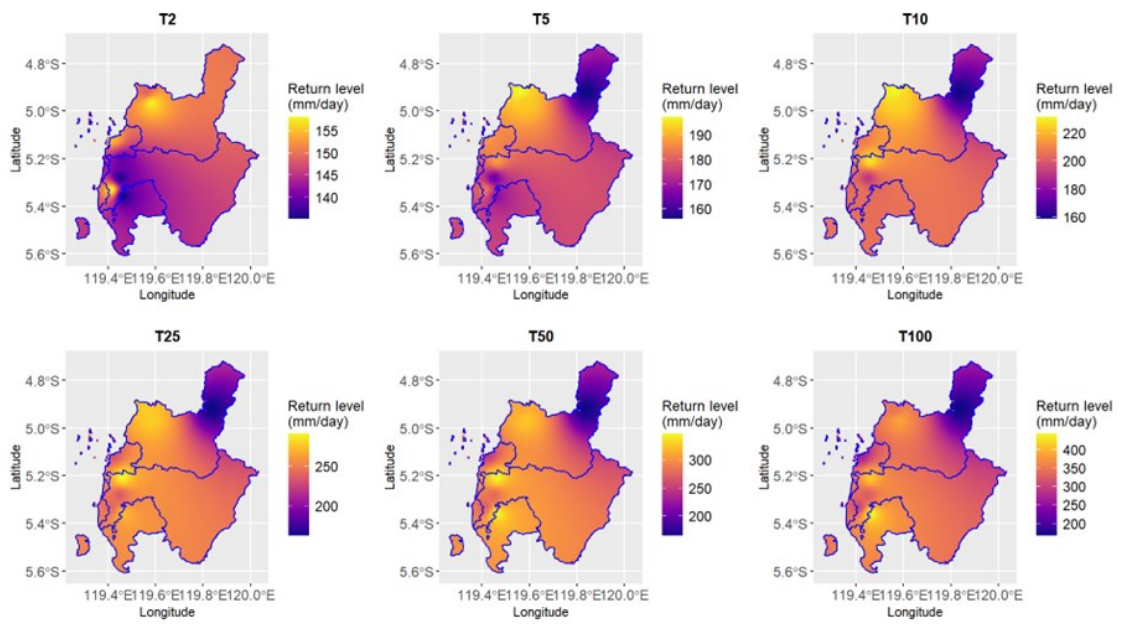 T2
T5
T10
4.8°S
5.0°S
5.2°S
5.4°S
5.6°S
Latitude
119.4°E119.6°E119.8°E120.0°E
Longitude
Return level
(mm/day)
155
150
145
140
4.8°S
5.0°S
5.2°S
5.4°S
5.6°S
Latitude
119.4°E119.6°E119.8°E120.0°E
Longitude
Return level
(mm/day)
190
180
170
160
4.8°S
5.0°S
5.2°S
5.4°S
5.6°S
Latitude
119.4°E119.6°E119.8°E120.0°E
Longitude
Return level
(mm/day)
220
200
180
160
T25
T50
T100
4.8°S
5.0°S
5.2°S
5.4°S
5.6°S
Latitude
119.4°E119.6°E119.8°E120.0°E
Longitude
Return level
(mm/day)
250
200
4.8°S
5.0°S
5.2°S
5.4°S
5.6°S
Latitude
119.4°E119.6°E119.8°E120.0°E
Longitude
Return level
(mm/day)
300
250
200
4.8°S
5.0°S
5.2°S
5.4°S
5.6°S
Latitude
119.4°E119.6°E119.8°E120.0°E
Longitude
Return level
(mm/day)
400
350
300
250
200